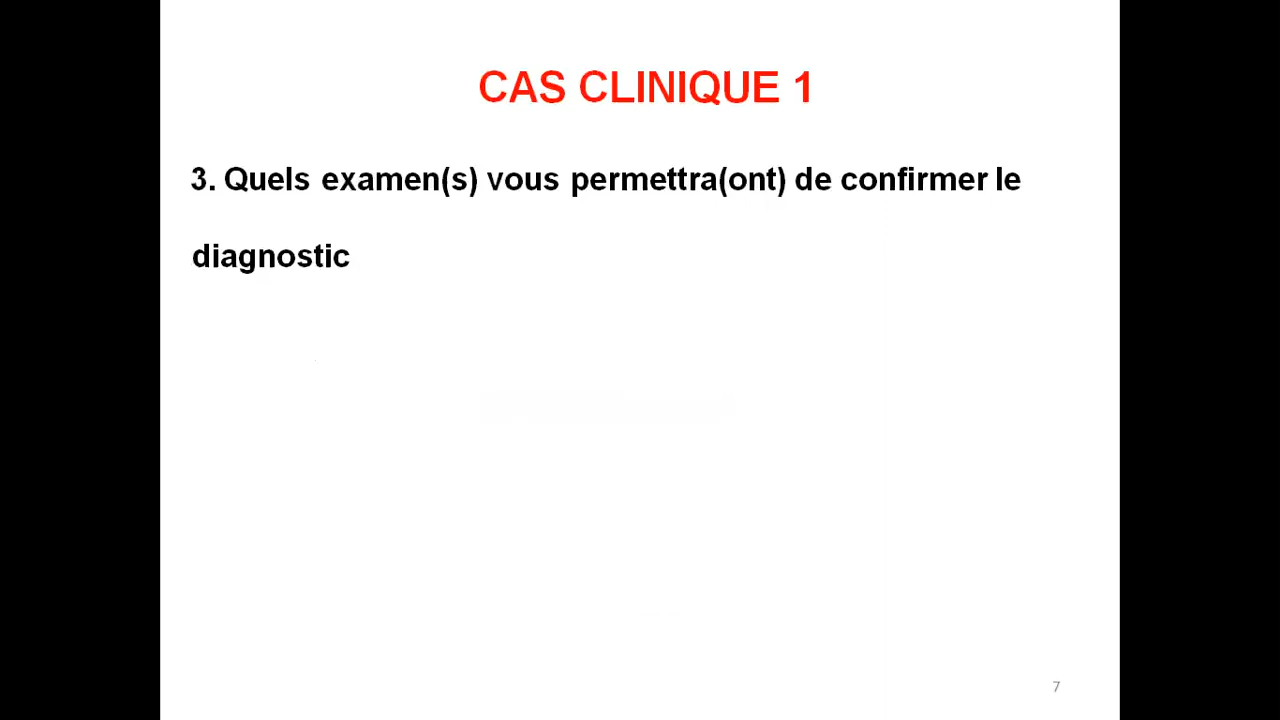 CAS CLINIQUE 1
3. Quels examen(s) vous permettra(ont) de confirmer le
diagnostic
7